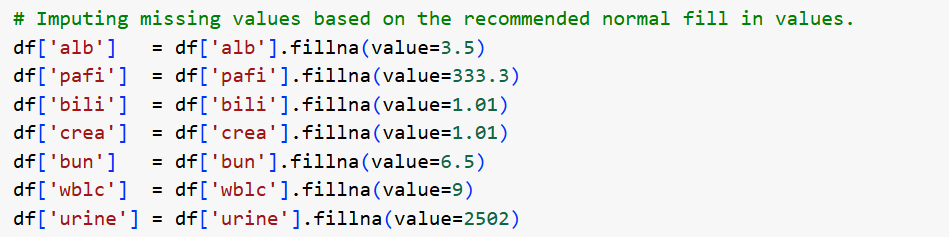 # Imputing missing values based on the recommended normal fill in values.
df['alb']   = df['alb'].fillna(value=3.5)
df['pafi']  = df['pafi'].fillna(value=333.3)
df['bili']  = df['bili'].fillna(value=1.01)
df['crea']  = df['crea'].fillna(value=1.01)
df['bun']   = df['bun'].fillna(value=6.5)
df['wblc']  = df['wblc'].fillna(value=9)
df['urine'] = df['urine'].fillna(value=2502)